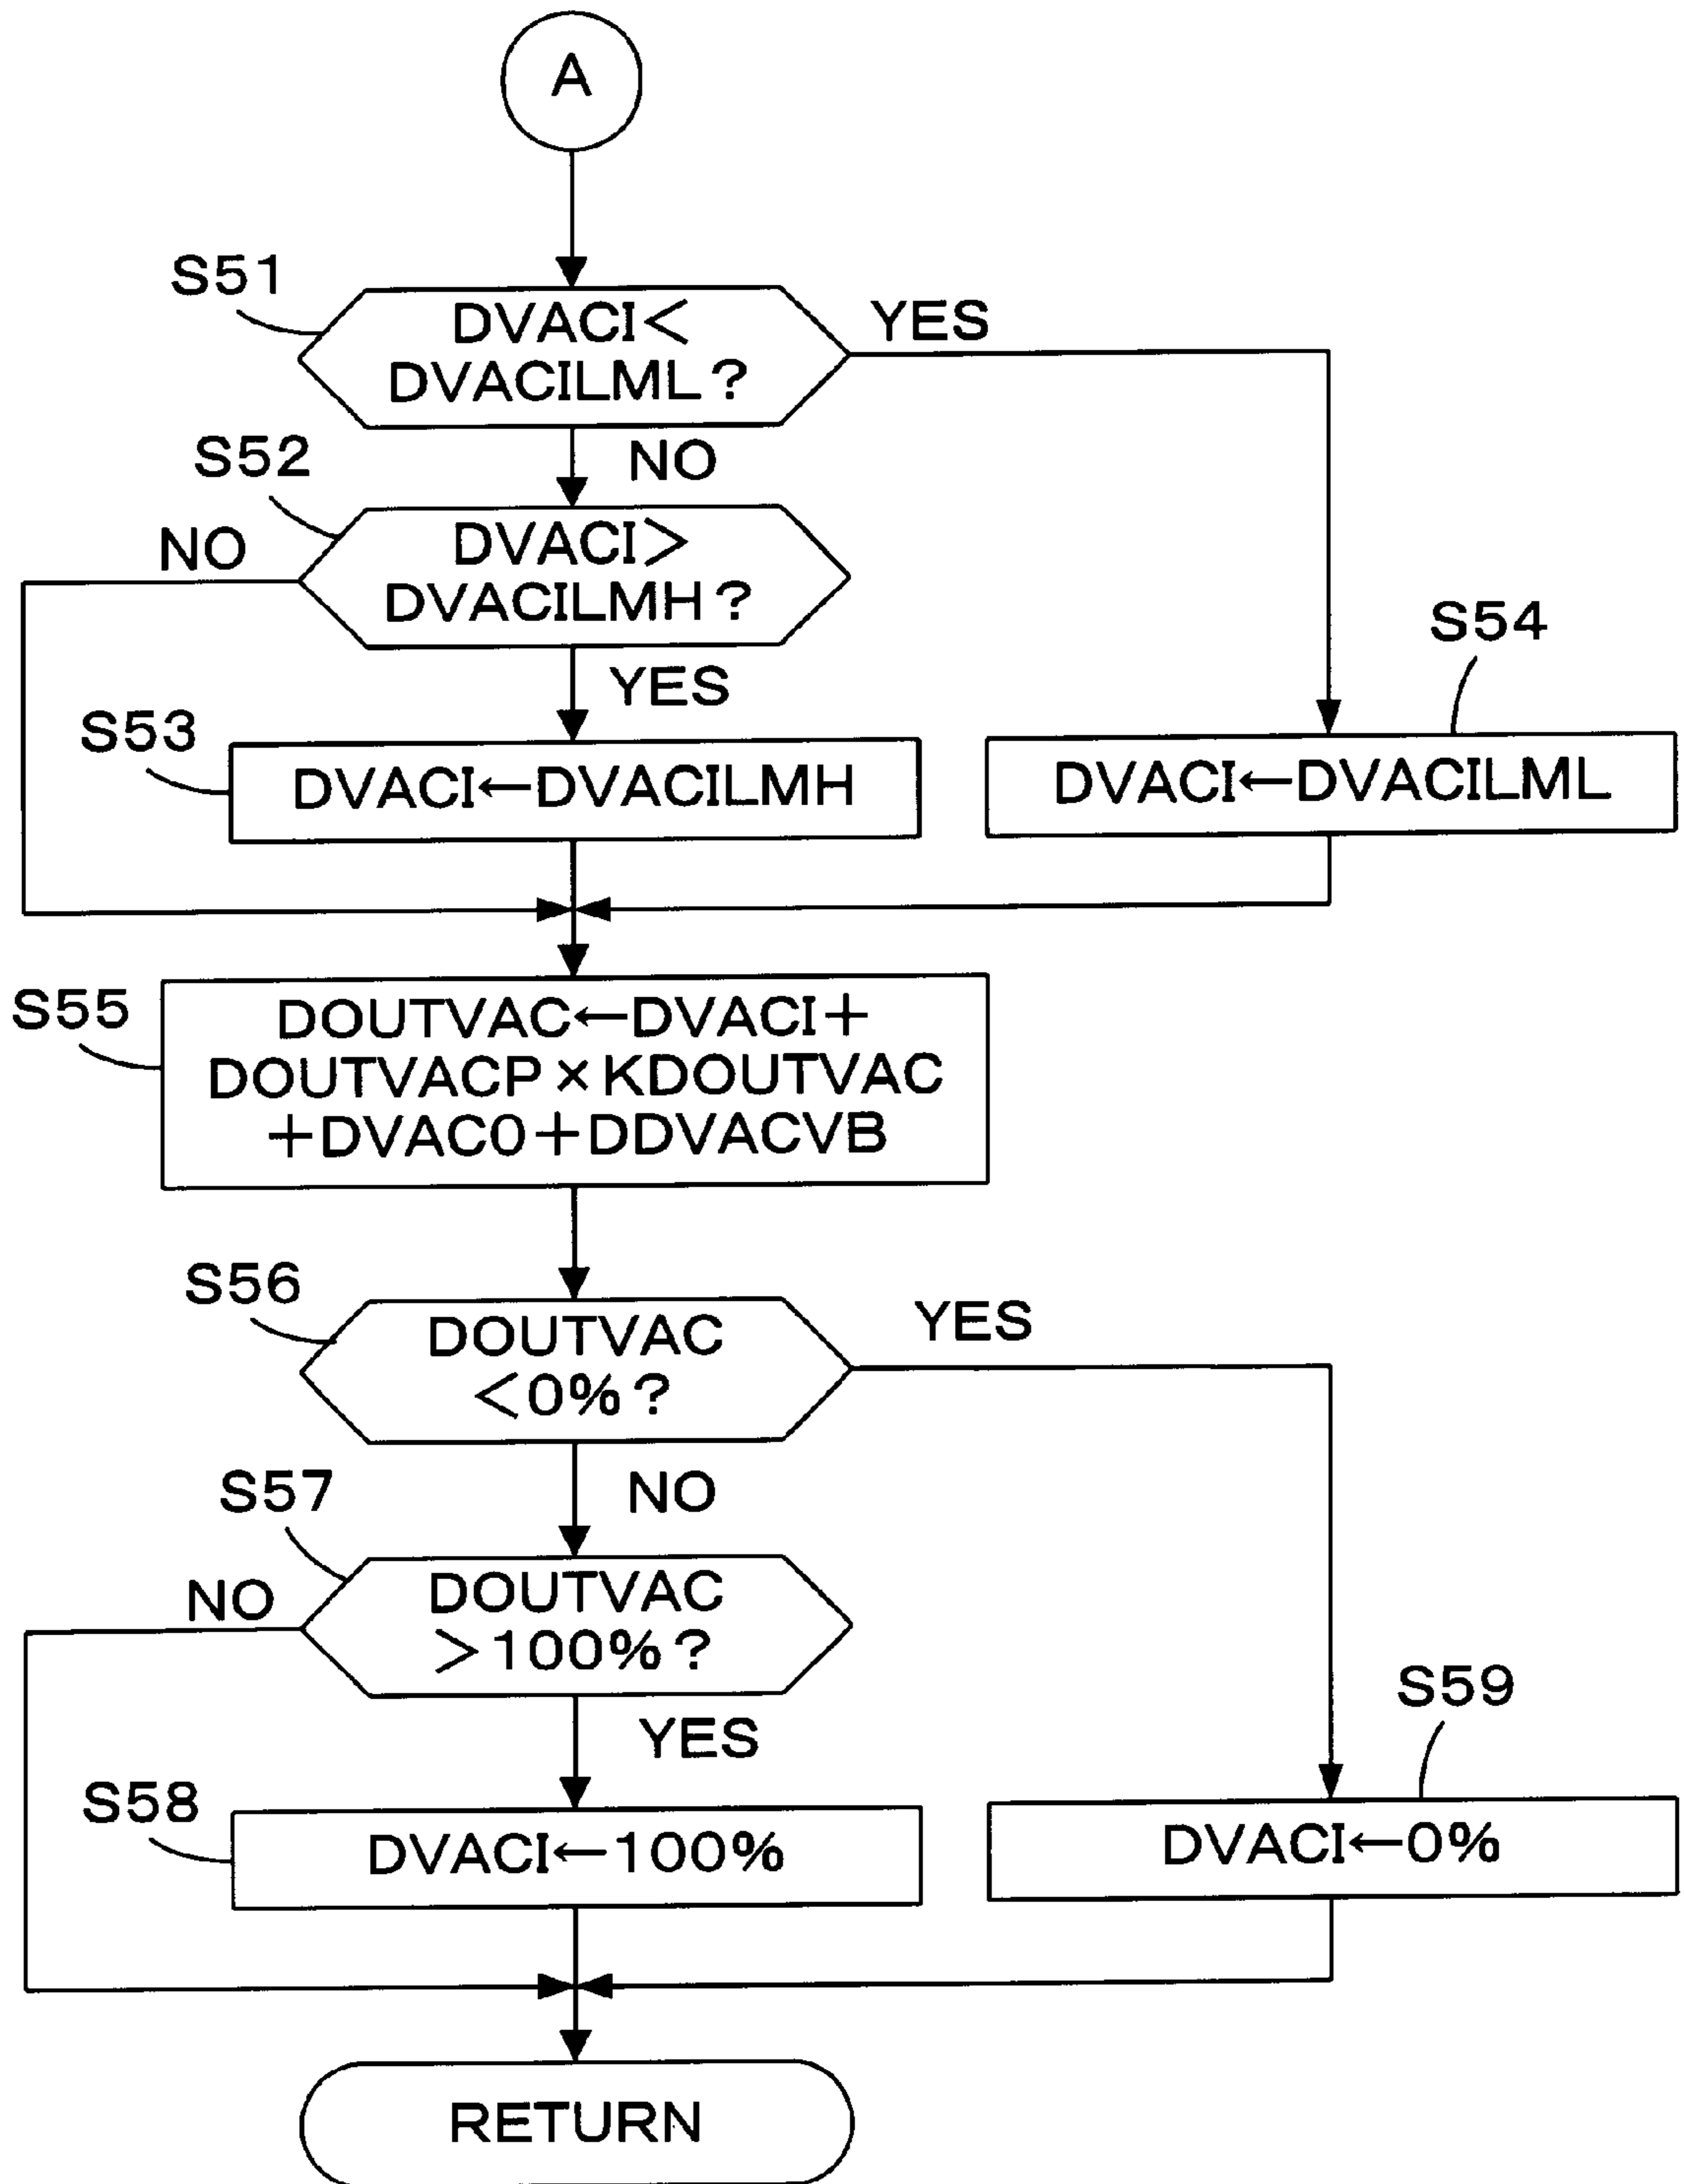 A
S51
DVACI<
DVACILML?
YES
NO
S52
DVACI>
DVACILMH?
NO
YES
S53
DVACI←DVACILMH
S54
DVACI←DVACILML
S55
DOUTVAC←DVACI+
DOUTVACP×KDOUTVAC
+DVAC0+DDVACVB
S56
DOUTVAC
<0%?
YES
NO
S57
DOUTVAC
>100%?
NO
YES
S58
DVACI←100%
S59
DVACI←0%
RETURN